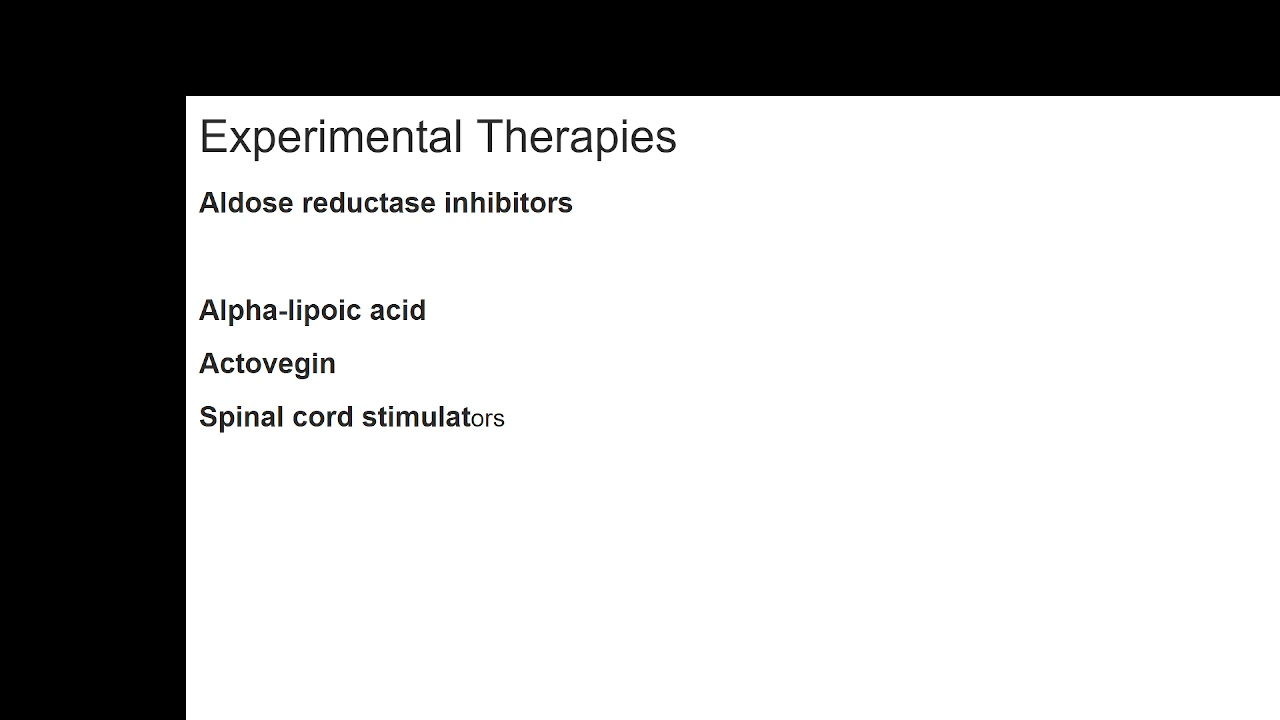 Experimental Therapies
Aldose reductase inhibitors
Alpha-lipoic acid
Actovegin
Spinal cord stimulators